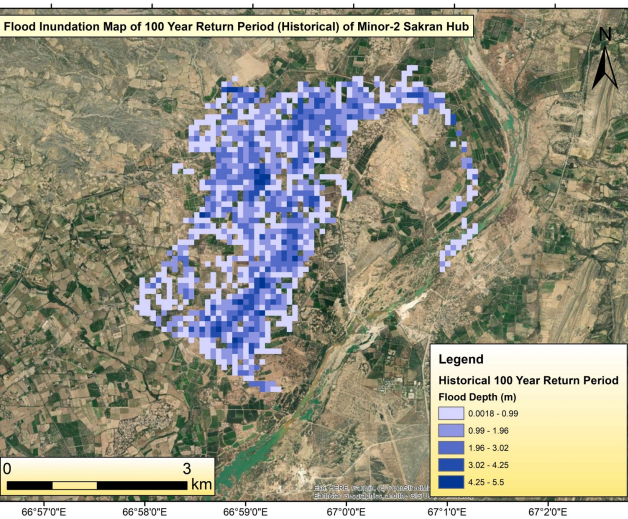 Flood Inundation Map of 100 Year Return Period (Historical) of Minor-2 Sakran Hub
N
Legend
Historical 100 Year Return Period
Flood Depth (m)
0.0018 - 0.99
0.99 - 1.96
1.96 - 3.02
3.02 - 4.25
4.25 - 5.5
0 3
km
66°57'0"E 66°58'0"E 66°59'0"E 67°0'0"E 67°1'0"E 67°2'0"E